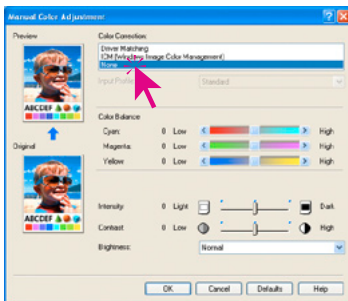 Manual Color Adjustment
Preview
Color Correction:
Driver Matching
ICM [Windows Image Color Management]
None
Input Profile:
Standard
ABCDEF
Color Balance
Cyan: 0 Low High
Original
Magenta: 0 Low High
Yellow: 0 Low High
Intensity: 0 Light Dark
ABCDEF
Contrast: 0 Low High
Brightness: Normal
OK Cancel Defaults Help